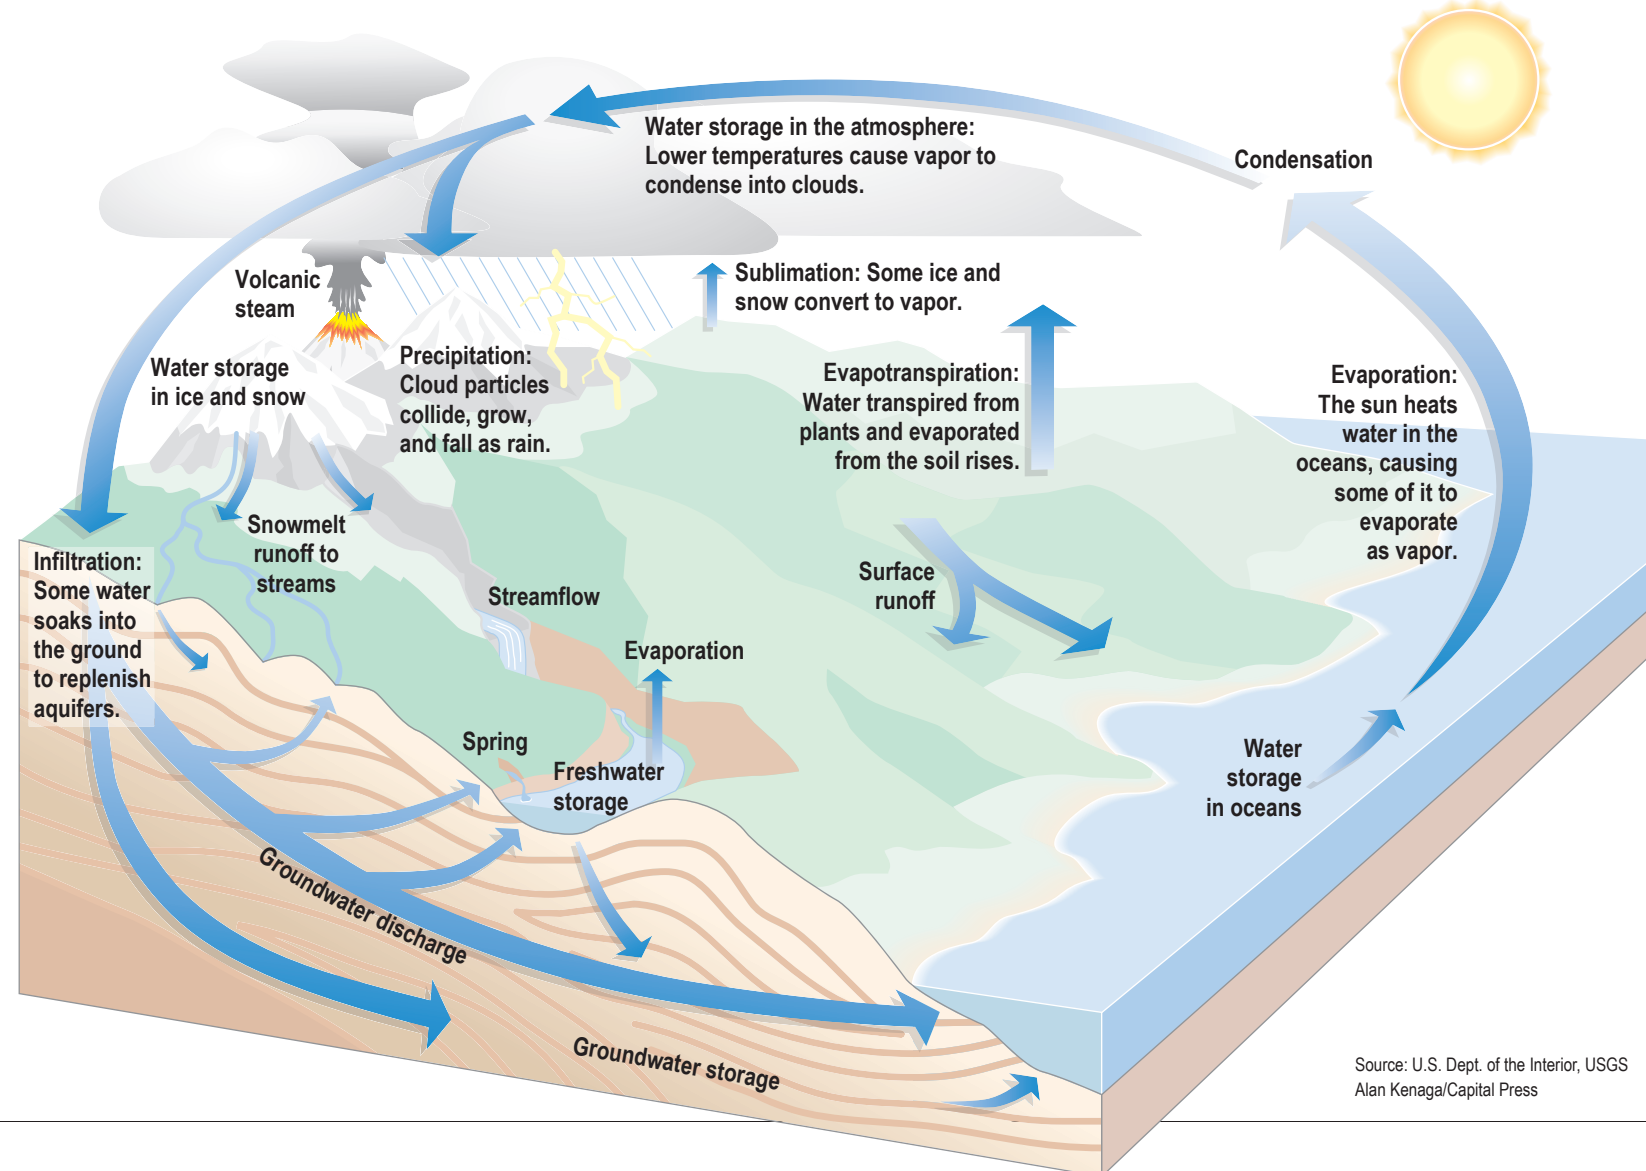 Water storage in the atmosphere:
Lower temperatures cause vapor to
condense into clouds.
Condensation
Volcanic
steam
Sublimation: Some ice and
snow convert to vapor.
Water storage
in ice and snow
Precipitation:
Cloud particles
collide, grow,
and fall as rain.
Evapotranspiration:
Water transpired from
plants and evaporated
from the soil rises.
Evaporation:
The sun heats
water in the
oceans, causing
some of it to
evaporate
as vapor.
Snowmelt
runoff to
streams
Infiltration:
Some water
soaks into
the ground
to replenish
aquifers.
Streamflow
Surface
runoff
Evaporation
Spring
Freshwater
storage
Water
storage
in oceans
Groundwater discharge
Groundwater storage
Source: U.S. Dept. of the Interior, USGS
Alan Kenaga/Capital Press